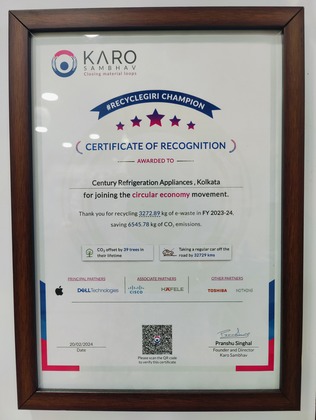 KARO
SAMBHAV
Closing material loops
#RECYCLEGIRI CHAMPION
CERTIFICATE OF RECOGNITION
AWARDED TO
Century Refrigeration Appliances , Kolkata
for joining the circular economy movement.
Thank you for recycling 3272.89 kg of e-waste in FY 2023-24,
saving 6545.78 kg of CO2 emissions.
CO2 offset by 29 trees in
their lifetime
Taking a regular car off the
road by 32729 kms
PRINCIPAL PARTNERS
ASSOCIATE PARTNERS
OTHER PARTNERS
DELLTechnologies
CISCO
HÄFELE
TOSHIBA
20/02/2024
Date
Please scan the QR code
to verify this certificate
Pranshu Singhal
Founder and Director
Karo Sambhav